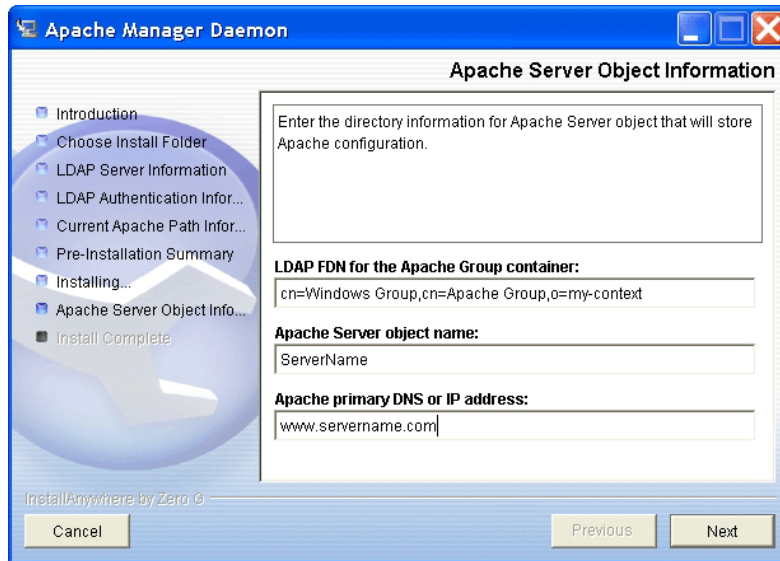 Apache Manager Daemon
Apache Server Object Information
Introduction
Choose Install Folder
LDAP Server Information
LDAP Authentication Infor...
Current Apache Path Infor...
Pre-Installation Summary
Installing...
Apache Server Object Info...
Install Complete
Enter the directory information for Apache Server object that will store
Apache configuration.
LDAP FDN for the Apache Group container:
cn=Windows Group,cn=Apache Group,o=my-context
Apache Server object name:
ServerName
Apache primary DNS or IP address:
www.servername.com
InstallAnywhere by Zero G
Cancel
Previous
Next